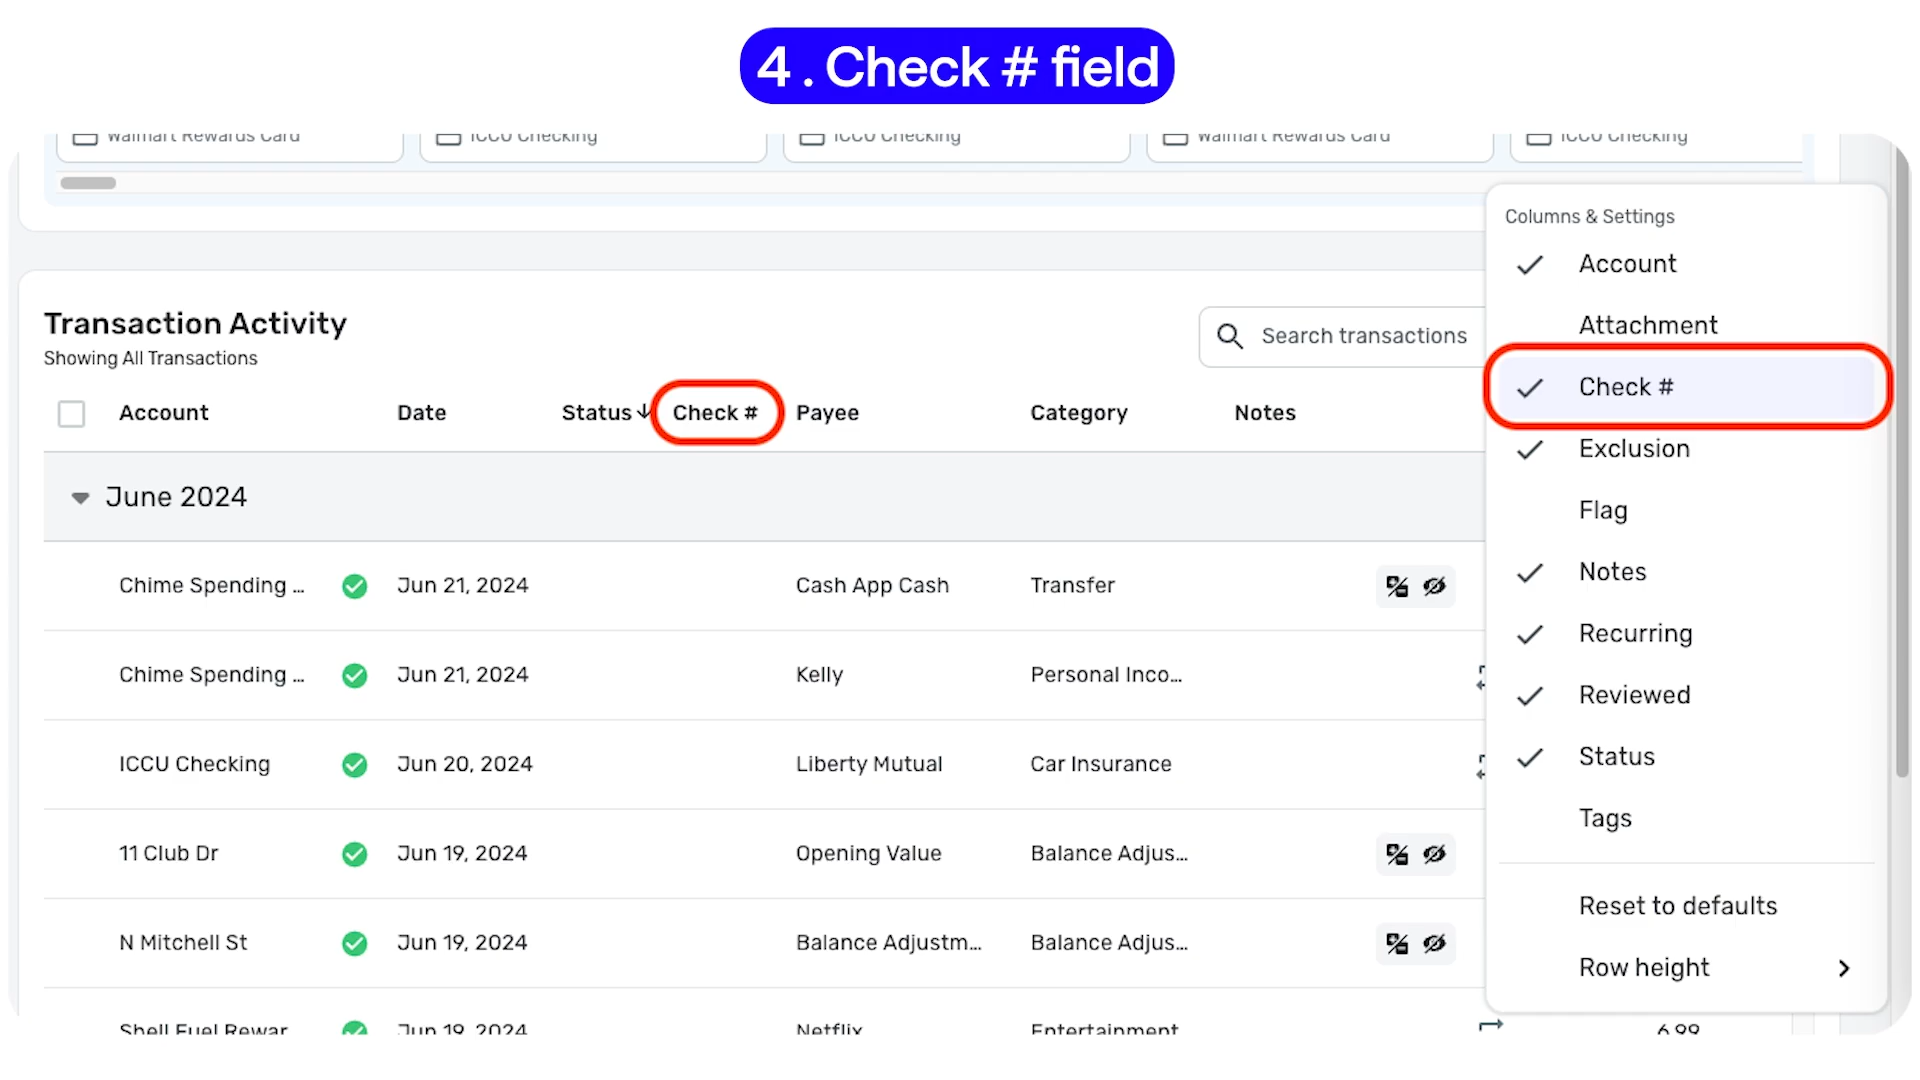 4 . Check # field
Walmart Rewards Card
ICCU Checking
ICCU Checking
Walmart Rewards Card
ICCU Checking
Transaction Activity
Showing All Transactions
Search transactions
Account Date Status Check # Payee Category Notes
June 2024
Chime Spending ... Jun 21, 2024 Cash App Cash Transfer
Chime Spending ... Jun 21, 2024 Kelly Personal Inco...
ICCU Checking Jun 20, 2024 Liberty Mutual Car Insurance
11 Club Dr Jun 19, 2024 Opening Value Balance Adjus...
N Mitchell St Jun 19, 2024 Balance Adjustm... Balance Adjus...
Shell Fuel Rewar Jun 19, 2024 Netflix Entertainment 6.99
Columns & Settings
Account
Attachment
Check #
Exclusion
Flag
Notes
Recurring
Reviewed
Status
Tags
Reset to defaults
Row height